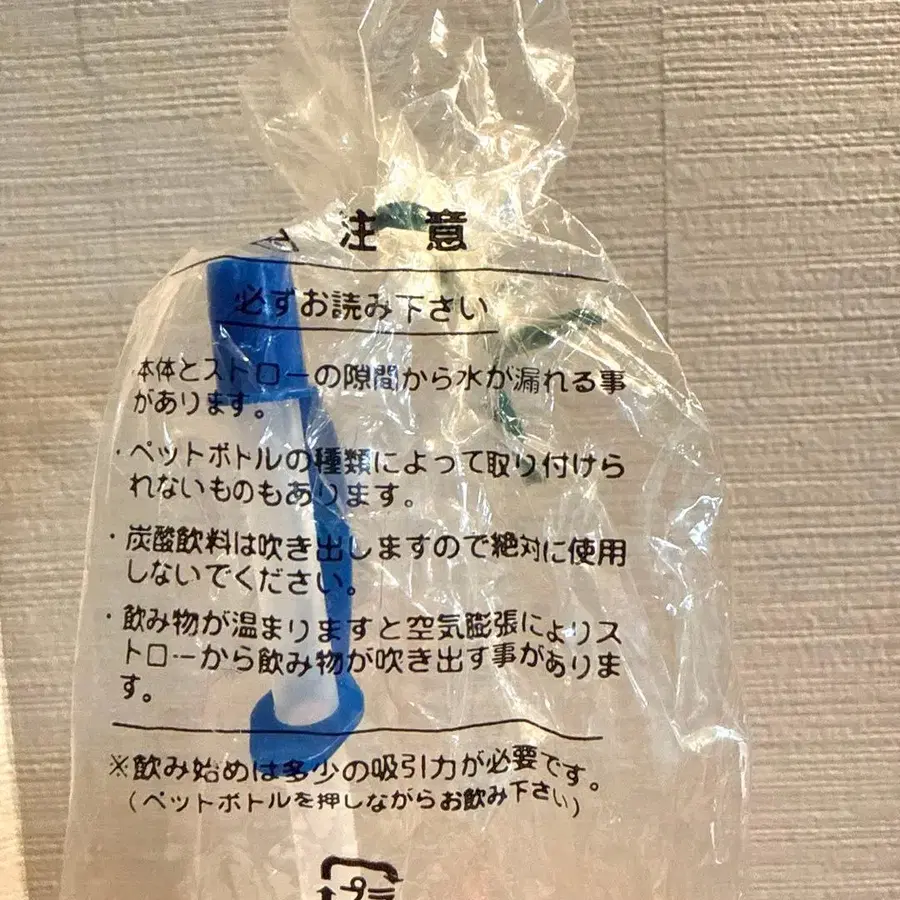 ⚠ 注意
必ずお読み下さい
本体とストローの隙間から水が漏れる事
があります。
・ペットボトルの種類によって取り付けら
れないものもあります。
・炭酸飲料は吹き出しますので絶対に使用
しないでください。
・飲み物が温まりますと空気膨張によりス
トローから飲み物が吹き出す事がありま
す。
※飲み始めは多少の吸引力が必要です。
(ペットボトルを押しながらお飲み下さい)
プラ